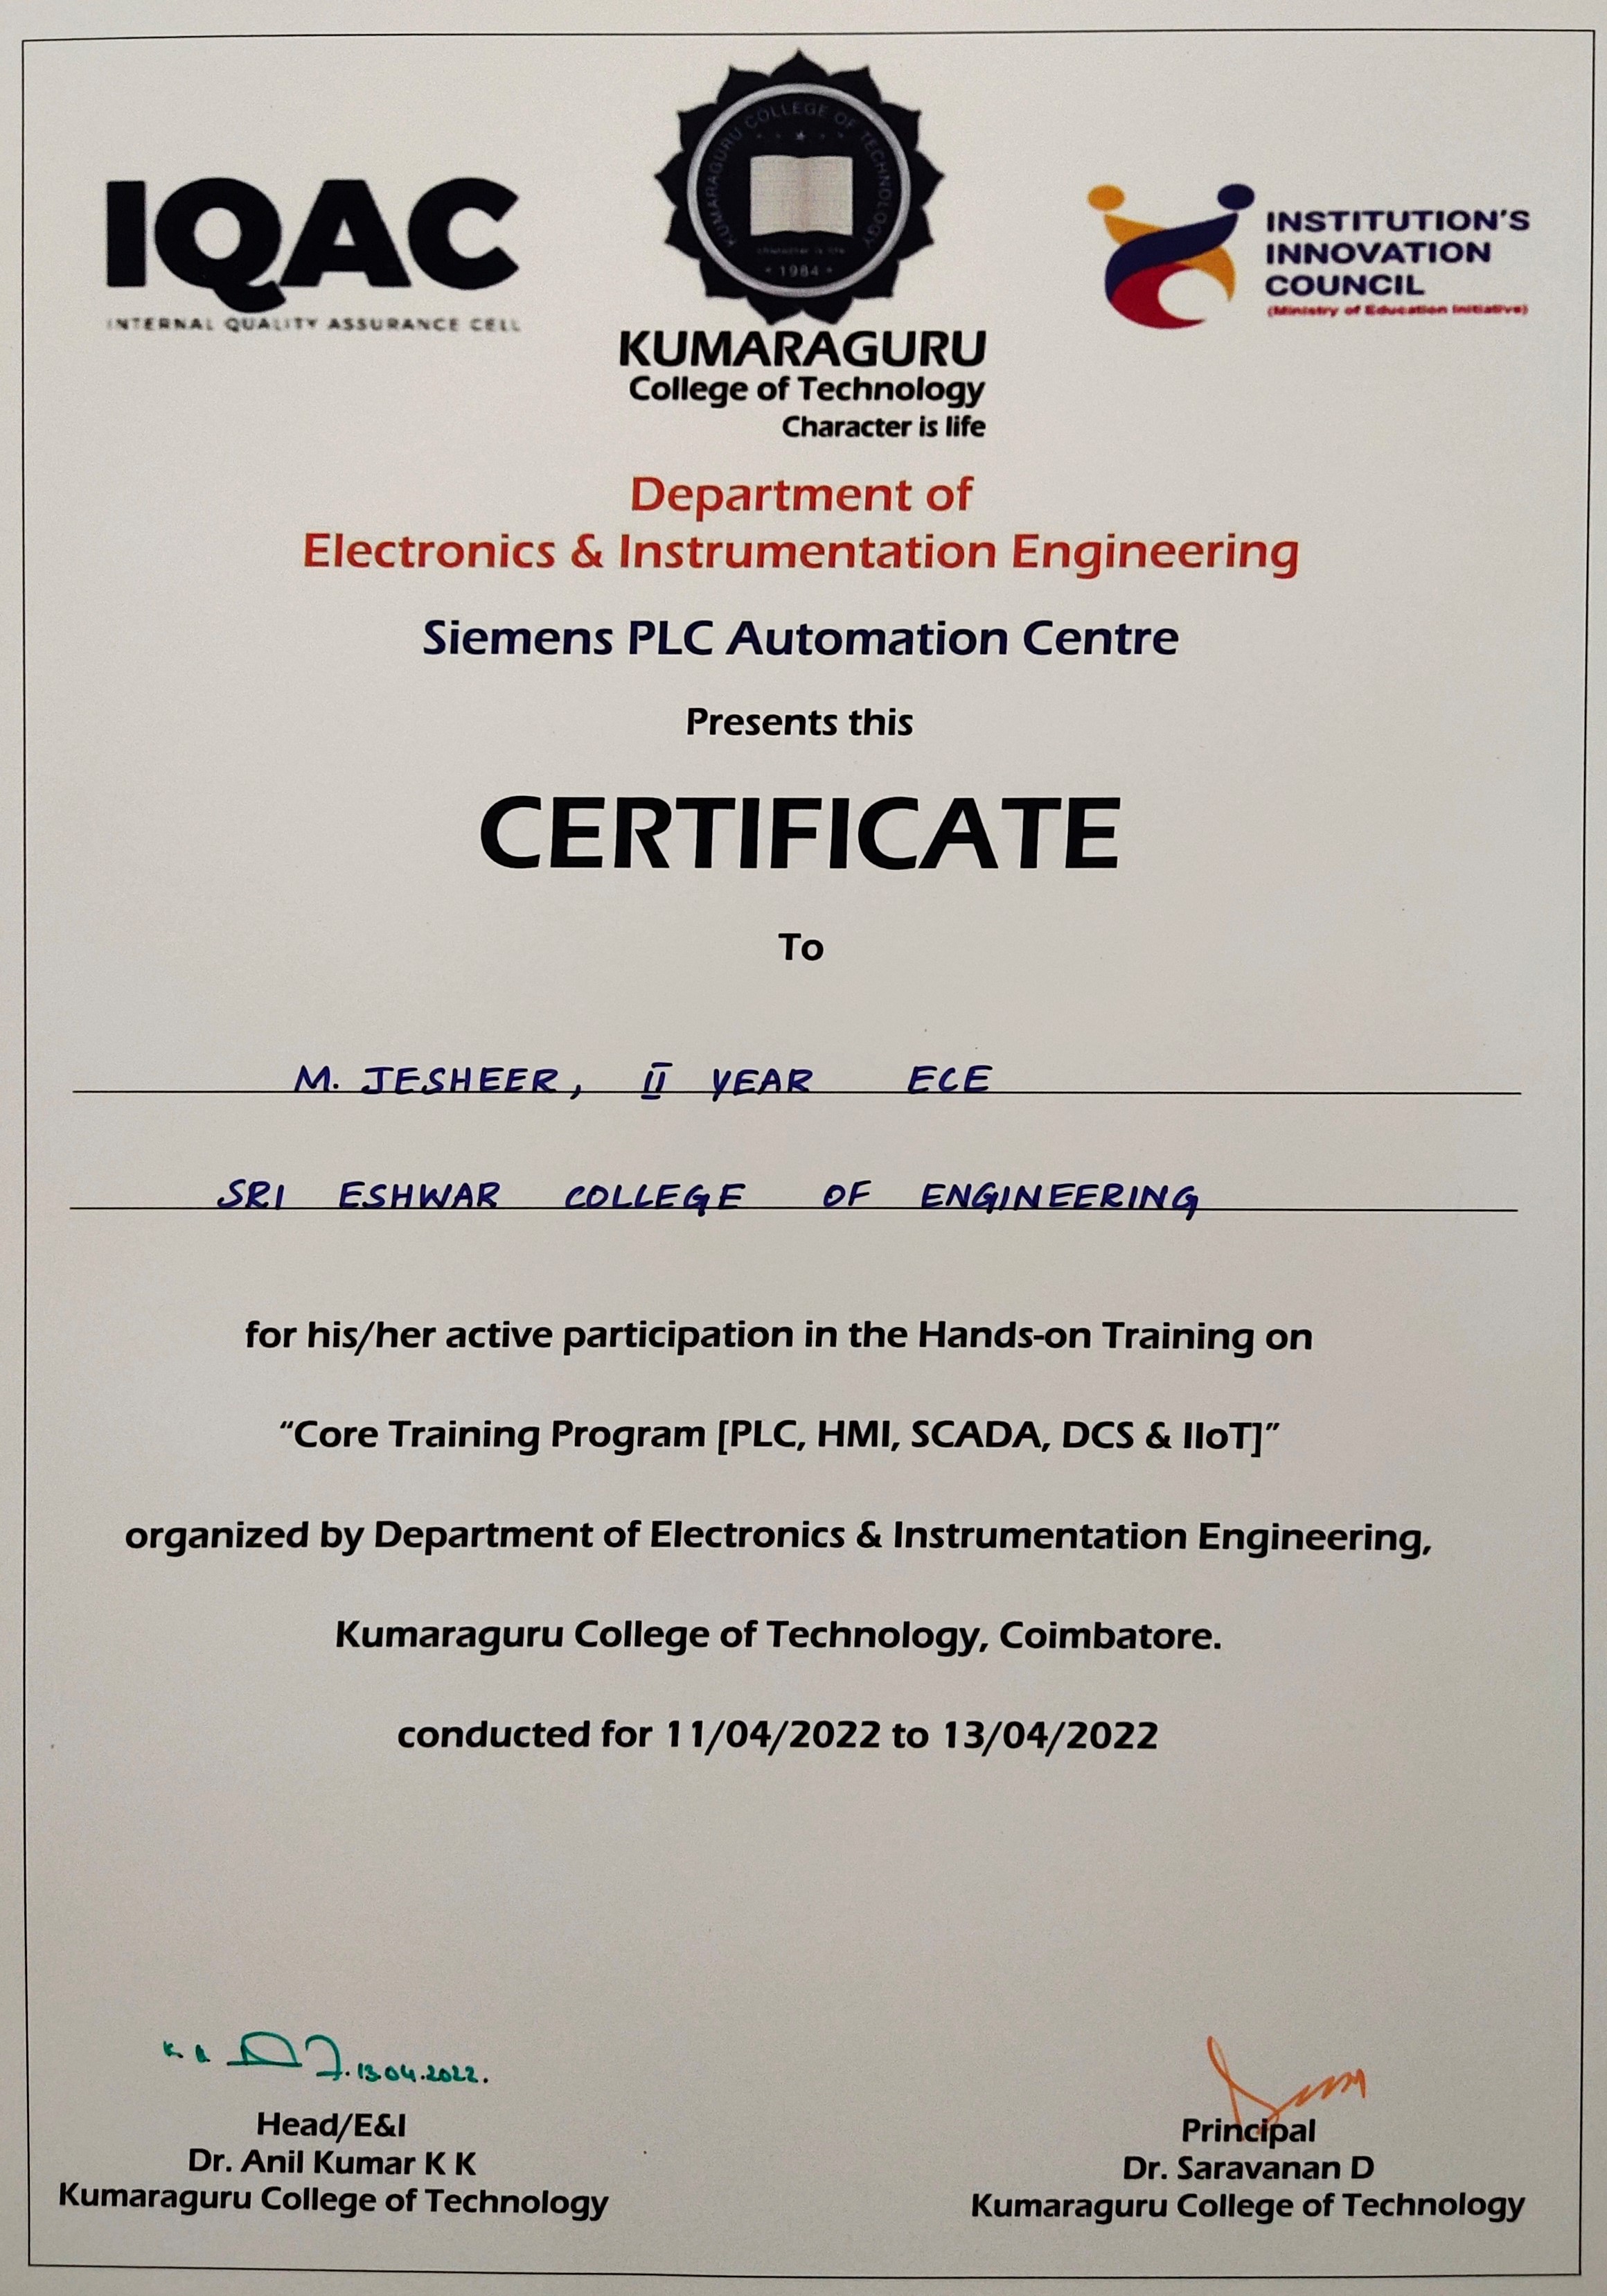 IQAC
INTERNAL QUALITY ASSURANCE CELL
KUMARAGURU COLLEGE OF TECHNOLOGY
character is life
1984
KUMARAGURU
College of Technology
Character is life
INSTITUTION'S
INNOVATION
COUNCIL
(Ministry of Education Initiative)
Department of
Electronics & Instrumentation Engineering
Siemens PLC Automation Centre
Presents this
CERTIFICATE
To
M. JESHEER, II YEAR ECE
SRI ESHWAR COLLEGE OF ENGINEERING
for his/her active participation in the Hands-on Training on
“Core Training Program [PLC, HMI, SCADA, DCS & IIoT]”
organized by Department of Electronics & Instrumentation Engineering,
Kumaraguru College of Technology, Coimbatore.
conducted for 11/04/2022 to 13/04/2022
13.04.2022.
Head/E&I
Dr. Anil Kumar K K
Kumaraguru College of Technology
Principal
Dr. Saravanan D
Kumaraguru College of Technology